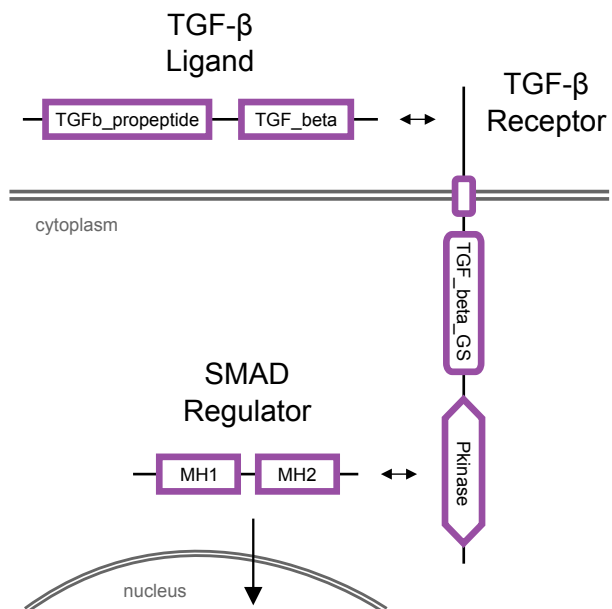 TGF-β
Ligand
TGF-β
Receptor
TGFb_propeptide
TGF_beta
cytoplasm
TGF_beta_GS
SMAD
Regulator
Pkinase
MH1
MH2
nucleus